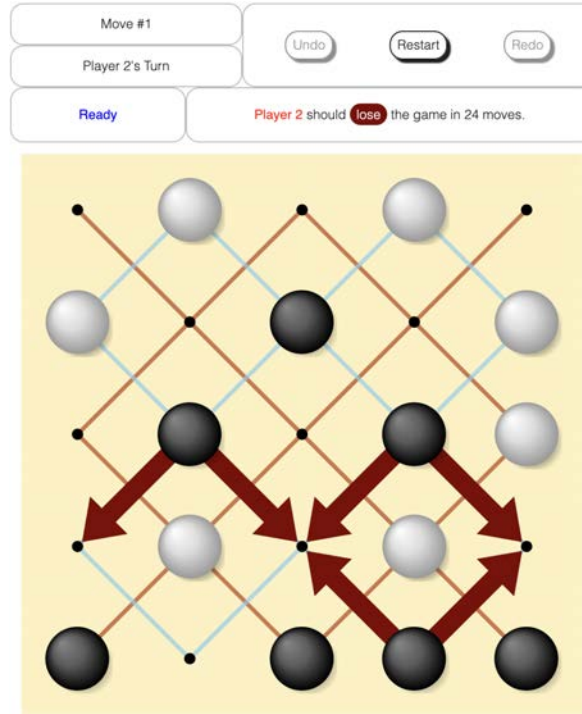 Move #1
Undo Restart Redo
Player 2's Turn
Ready
Player 2 should lose the game in 24 moves.